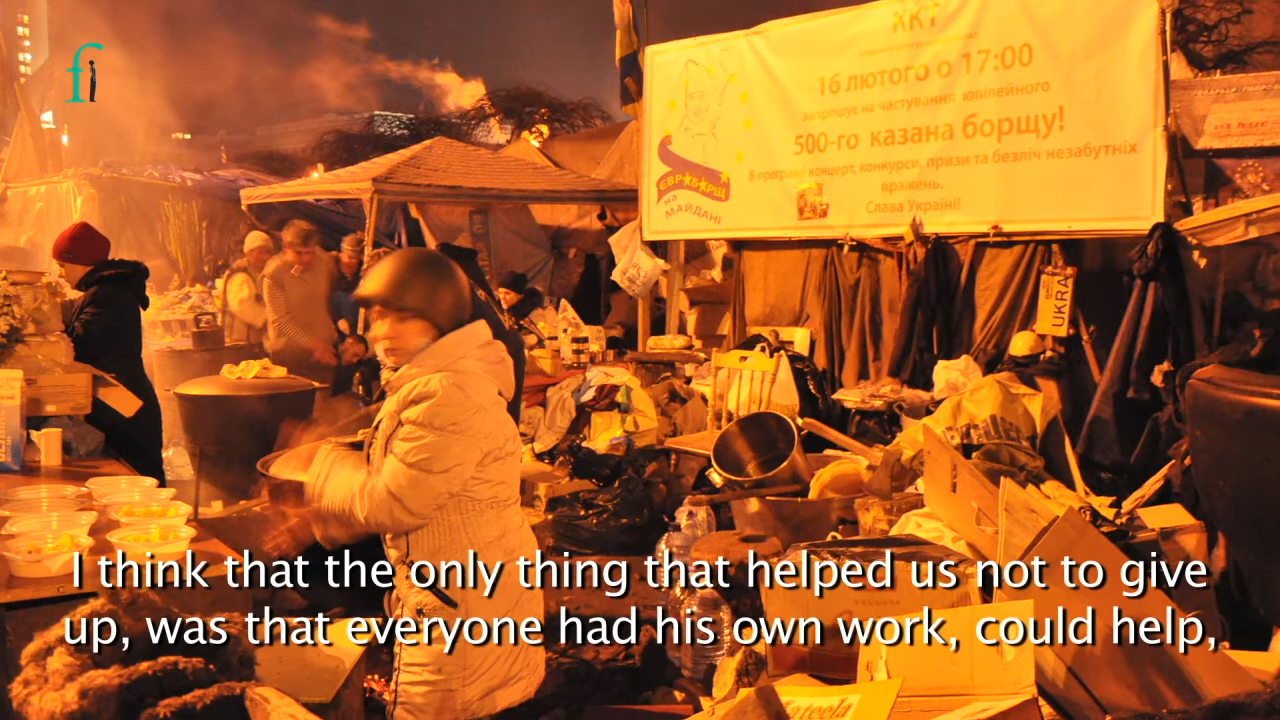 fi
ККТ
16 лютого о 17:00
запрошує на частування ювілейного
500-го казана борщу!
В програмі концерт, конкурси, призи та безліч незабутніх
вражень.
Слава Україні!
ЄВРОБОРЩ
на
МАЙДАНІ
UKRA
I think that the only thing that helped us not to give
up, was that everyone had his own work, could help,